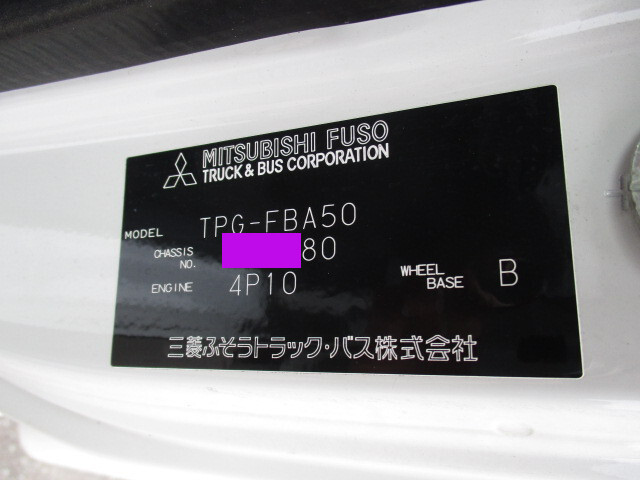 MITSUBISHI FUSO
TRUCK & BUS CORPORATION
MODEL TPG-FBA50
CHASSIS NO. 80
ENGINE 4P10
WHEEL BASE B
三菱ふそうトラック・バス株式会社